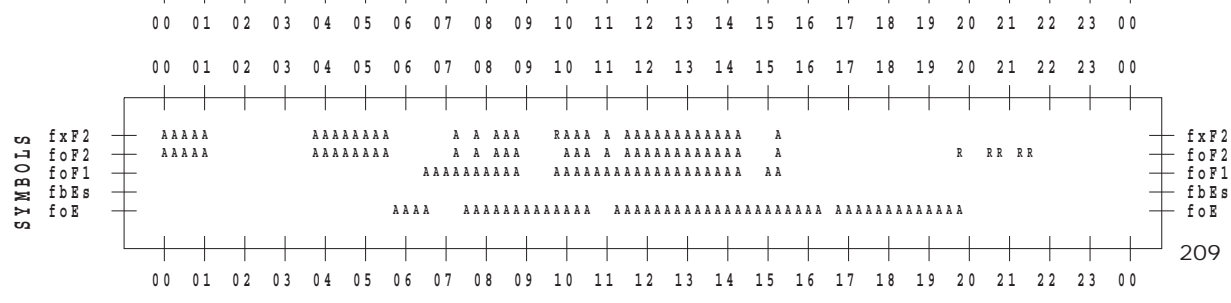 00 01 02 03 04 05 06 07 08 09 10 11 12 13 14 15 16 17 18 19 20 21 22 23 00
00 01 02 03 04 05 06 07 08 09 10 11 12 13 14 15 16 17 18 19 20 21 22 23 00
SYMBOLS
fxF2 AAAAA AAAAAAAA A A AAA RAAA A AAAAAAAAAAAA A fxF2
foF2 AAAAA AAAAAAAA A A AAA AAA A AAAAAAAAAAAA A R RR RR foF2
foF1 AAAAAAAAAA AAAAAAAAAAAAAAAAAAA AA foF1
fbEs fbEs
foE AAAA AAAAAAAAAAAAA AAAAAAAAAAAAAAAAAAAAA AAAAAAAAAAAAA foE
209
00 01 02 03 04 05 06 07 08 09 10 11 12 13 14 15 16 17 18 19 20 21 22 23 00